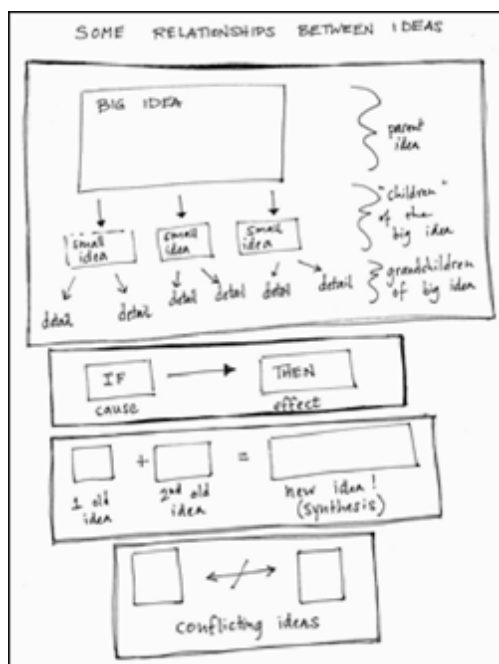 SOME RELATIONSHIPS BETWEEN IDEAS
BIG IDEA
parent
idea
"children"
of the
big idea
small
idea
small
idea
small
idea
grandchildren
of big idea
detail
detail
detail
detail
detail
detail
IF
THEN
cause
effect
+
=
1 old
idea
2nd old
idea
new idea!
(synthesis)
conflicting ideas